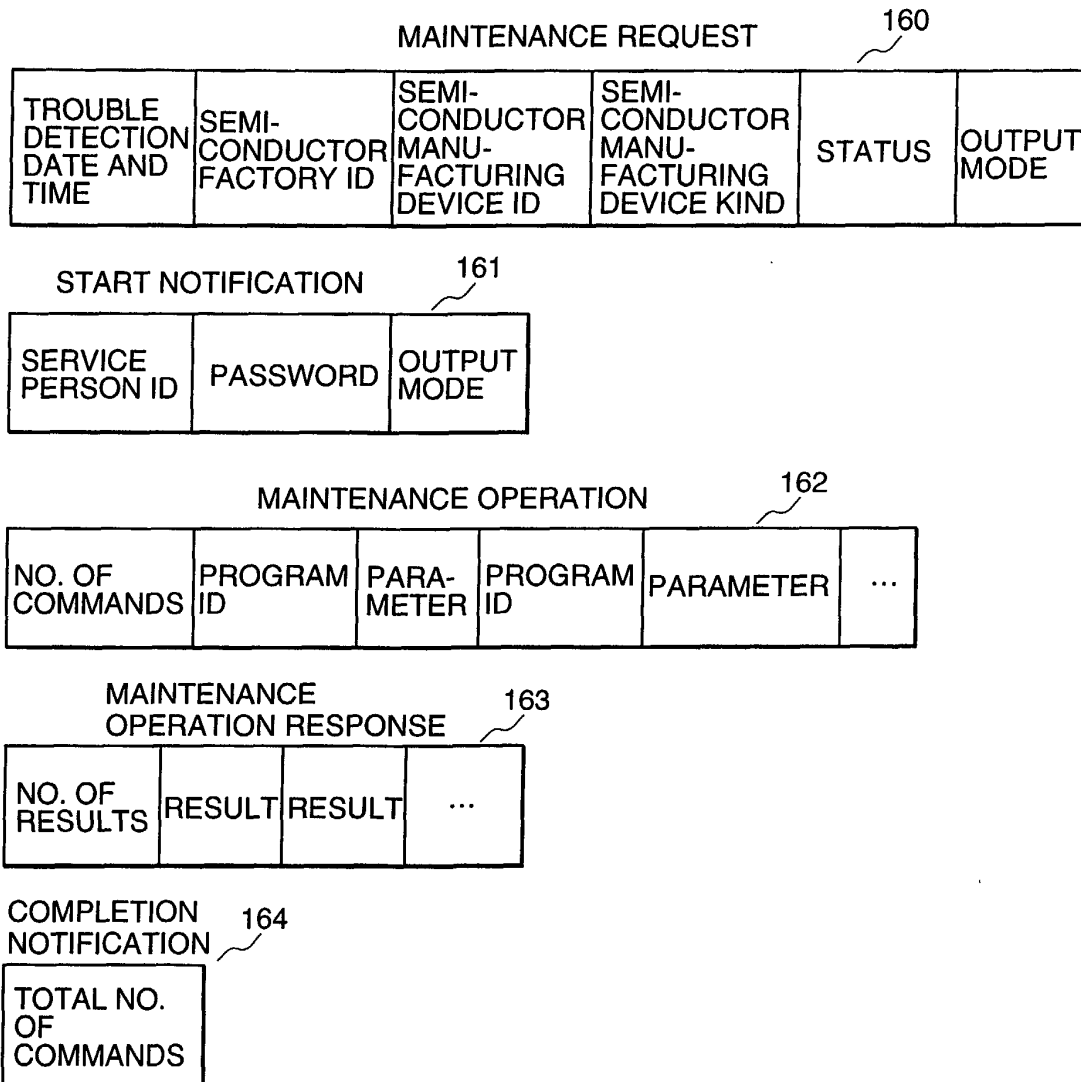 MAINTENANCE REQUEST
160
TROUBLE
DETECTION
DATE AND
TIME
SEMI-
CONDUCTOR
FACTORY ID
SEMI-
CONDUCTOR
MANU-
FACTURING
DEVICE ID
SEMI-
CONDUCTOR
MANU-
FACTURING
DEVICE KIND
STATUS
OUTPUT
MODE
START NOTIFICATION
161
SERVICE
PERSON ID
PASSWORD
OUTPUT
MODE
MAINTENANCE OPERATION
162
NO. OF
COMMANDS
PROGRAM
ID
PARA-
METER
PROGRAM
ID
PARAMETER
...
MAINTENANCE
OPERATION RESPONSE
163
NO. OF
RESULTS
RESULT
RESULT
...
COMPLETION
NOTIFICATION
164
TOTAL NO.
OF
COMMANDS